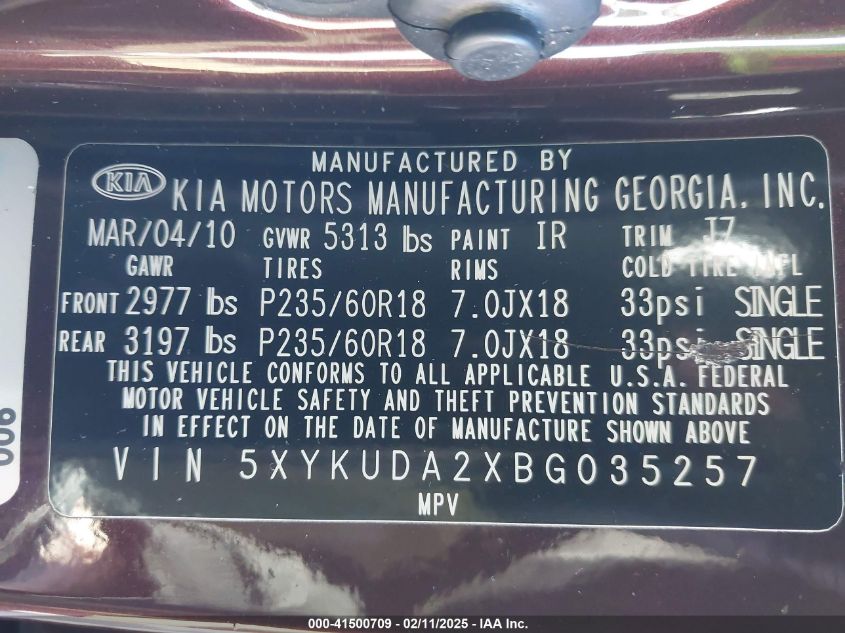 MANUFACTURED BY
KIA KIA MOTORS MANUFACTURING GEORGIA, INC.
MAR/04/10 GVWR 5313 lbs PAINT IR TRIM J7
GAWR TIRES RIMS COLD TIRE INFL
FRONT 2977 lbs P235/60R18 7.0JX18 33psi SINGLE
REAR 3197 lbs P235/60R18 7.0JX18 33psi SINGLE
THIS VEHICLE CONFORMS TO ALL APPLICABLE U.S.A. FEDERAL
MOTOR VEHICLE SAFETY AND THEFT PREVENTION STANDARDS
IN EFFECT ON THE DATE OF MANUFACTURE SHOWN ABOVE
VIN 5XYKUDA2XBG035257
MPV
000-41500709 - 02/11/2025 - IAA Inc.